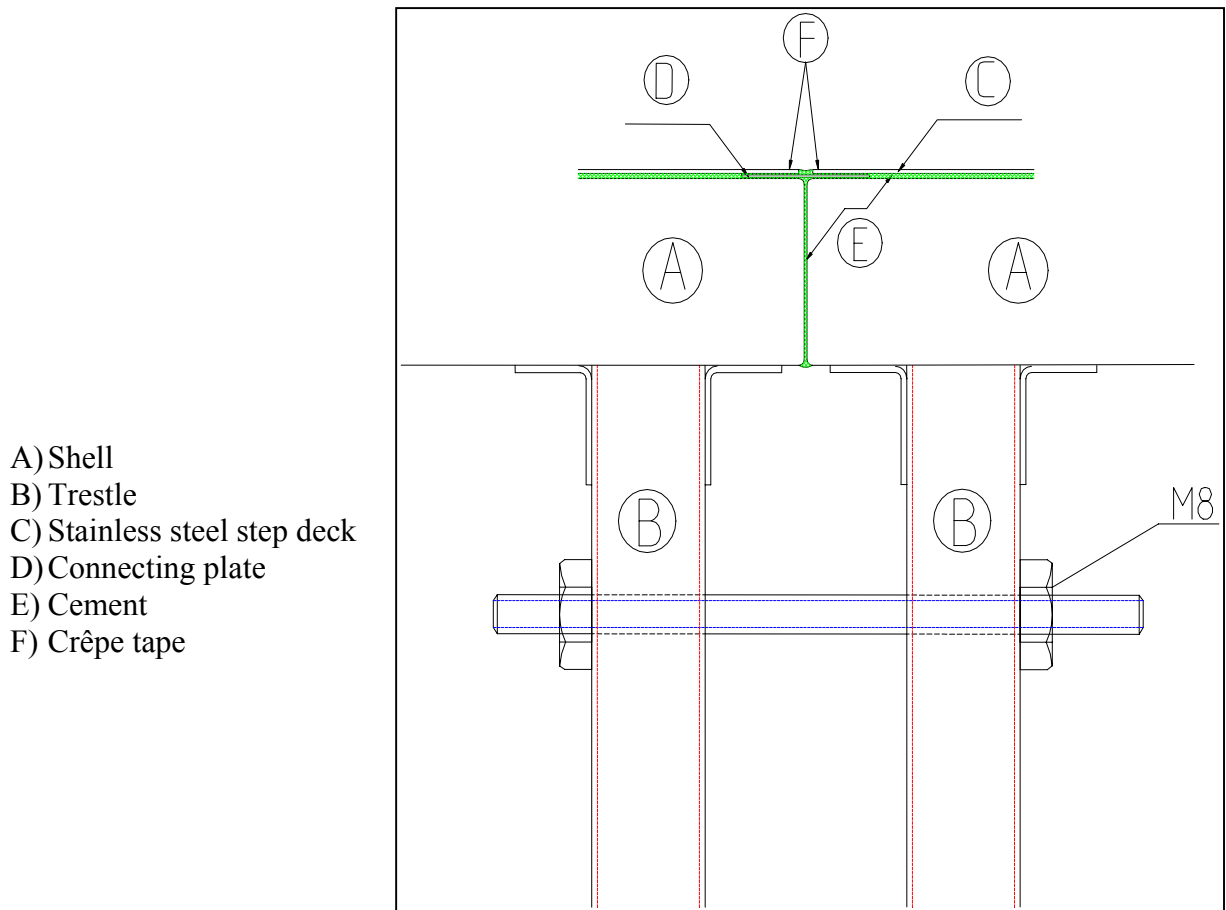 A) Shell
B) Trestle
C) Stainless steel step deck
D) Connecting plate
E) Cement
F) Crêpe tape
F
D
C
E
A
A
B
B
M8